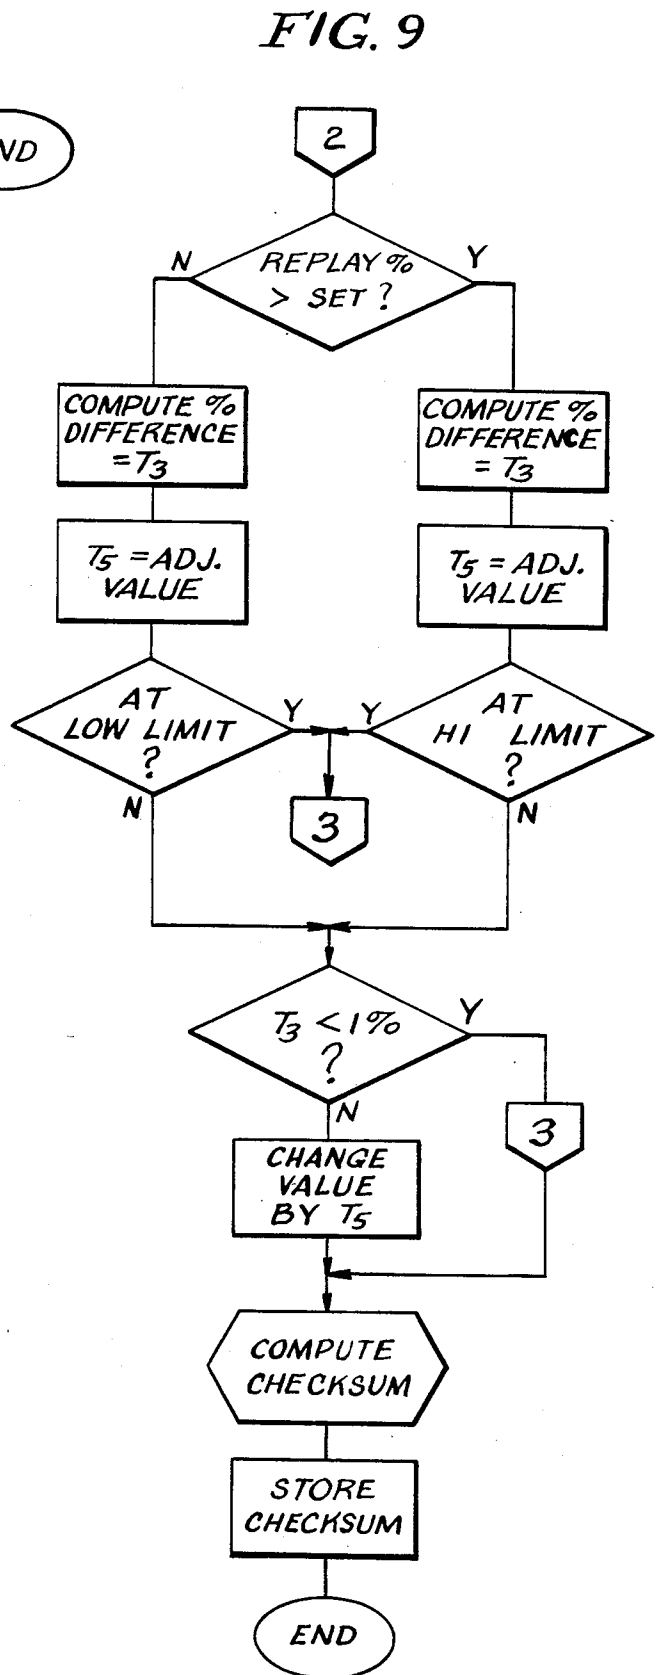 FIG. 9
ND
2
REPLAY %
> SET ?
N
Y
COMPUTE %
DIFFERENCE
= T3
COMPUTE %
DIFFERENCE
= T3
T5 = ADJ.
VALUE
T5 = ADJ.
VALUE
AT
LOW LIMIT
?
Y
N
AT
HI LIMIT
?
Y
N
3
T3 < 1%
?
Y
N
3
CHANGE
VALUE
BY T5
COMPUTE
CHECKSUM
STORE
CHECKSUM
END